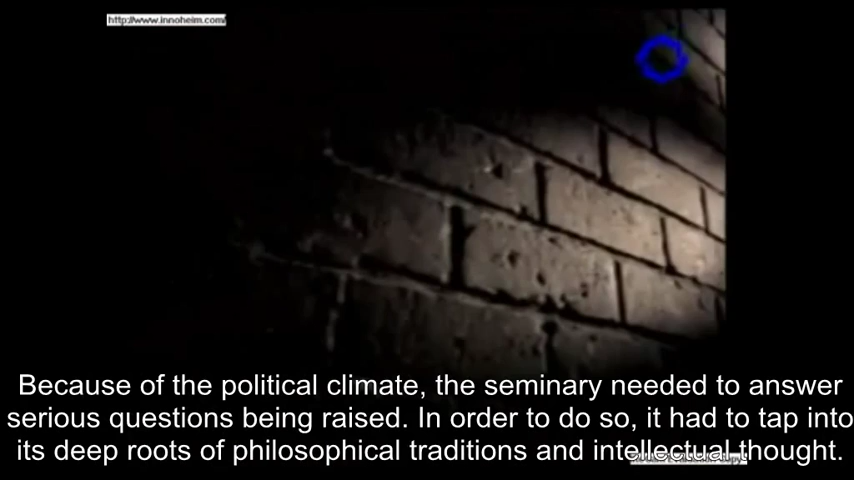 http://www.innoheim.com/
Because of the political climate, the seminary needed to answer
serious questions being raised. In order to do so, it had to tap into
its deep roots of philosophical traditions and intellectual thought.